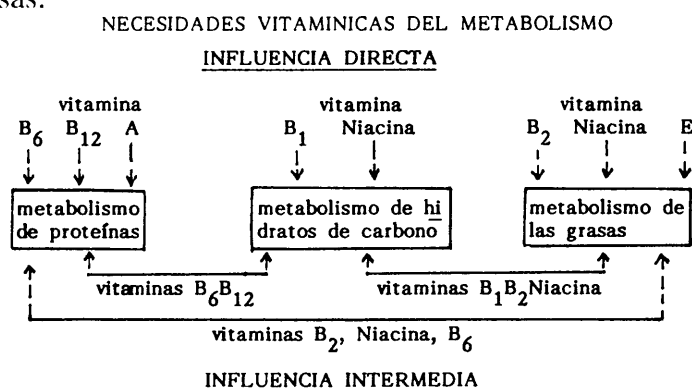 sas.
NECESIDADES VITAMINICAS DEL METABOLISMO
INFLUENCIA DIRECTA
vitamina vitamina vitamina
B6 B12 A B1 Niacina B2 Niacina E
metabolismo metabolismo de hi metabolismo de
de proteínas dratos de carbono las grasas
vitaminas B6B12 vitaminas B1B2Niacina
vitaminas B2, Niacina, B6
INFLUENCIA INTERMEDIA